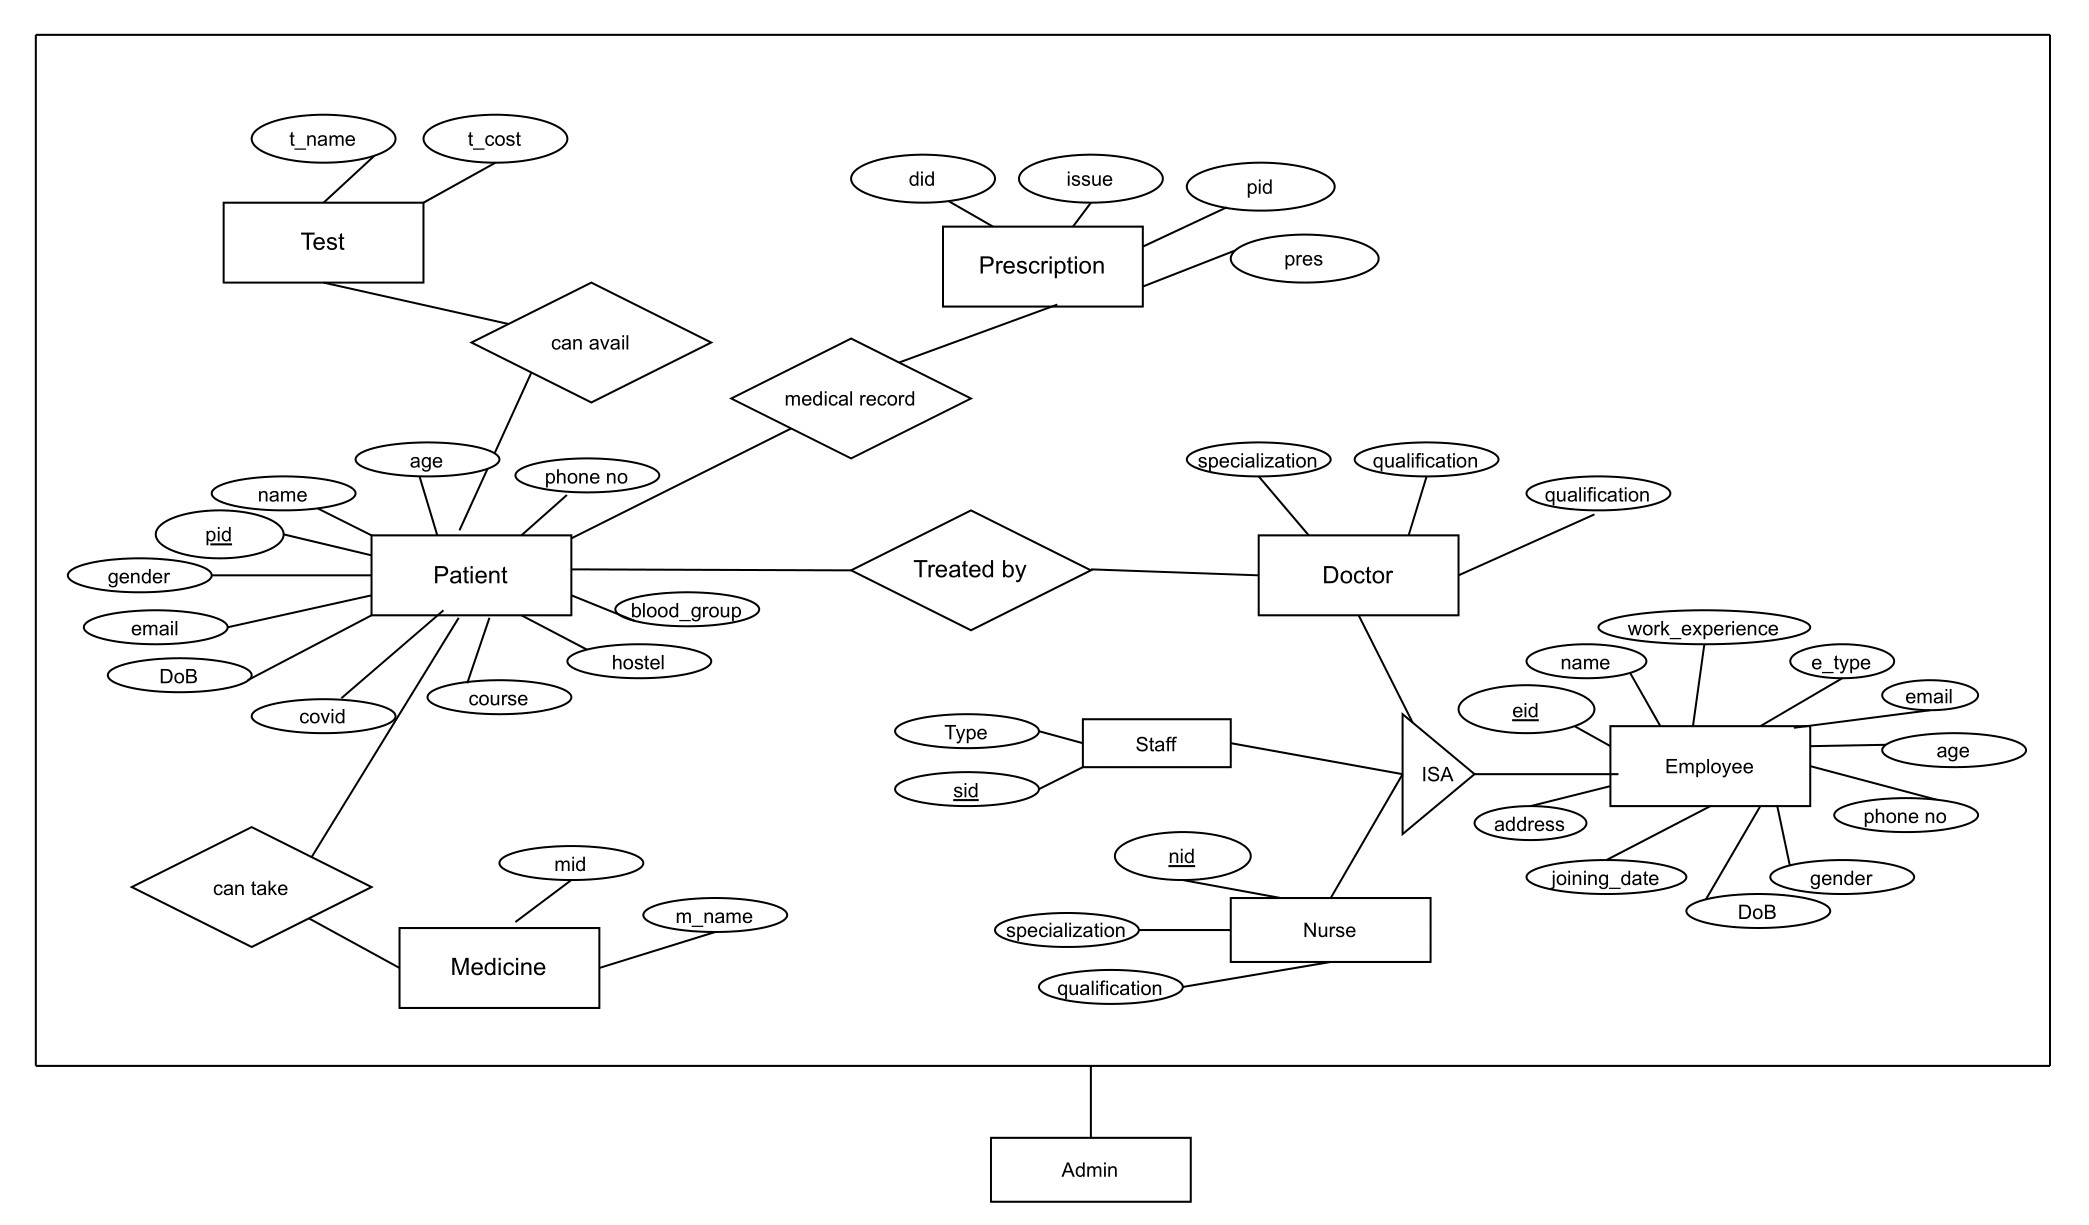 t_name
t_cost
did
issue
pid
pres
Test
Prescription
can avail
medical record
age
phone no
name
pid
gender
email
DoB
covid
course
hostel
blood_group
Patient
Treated by
specialization
qualification
qualification
Doctor
work_experience
name
e_type
eid
email
age
Employee
phone no
address
joining_date
gender
DoB
Type
sid
Staff
ISA
nid
specialization
qualification
Nurse
can take
mid
m_name
Medicine
Admin